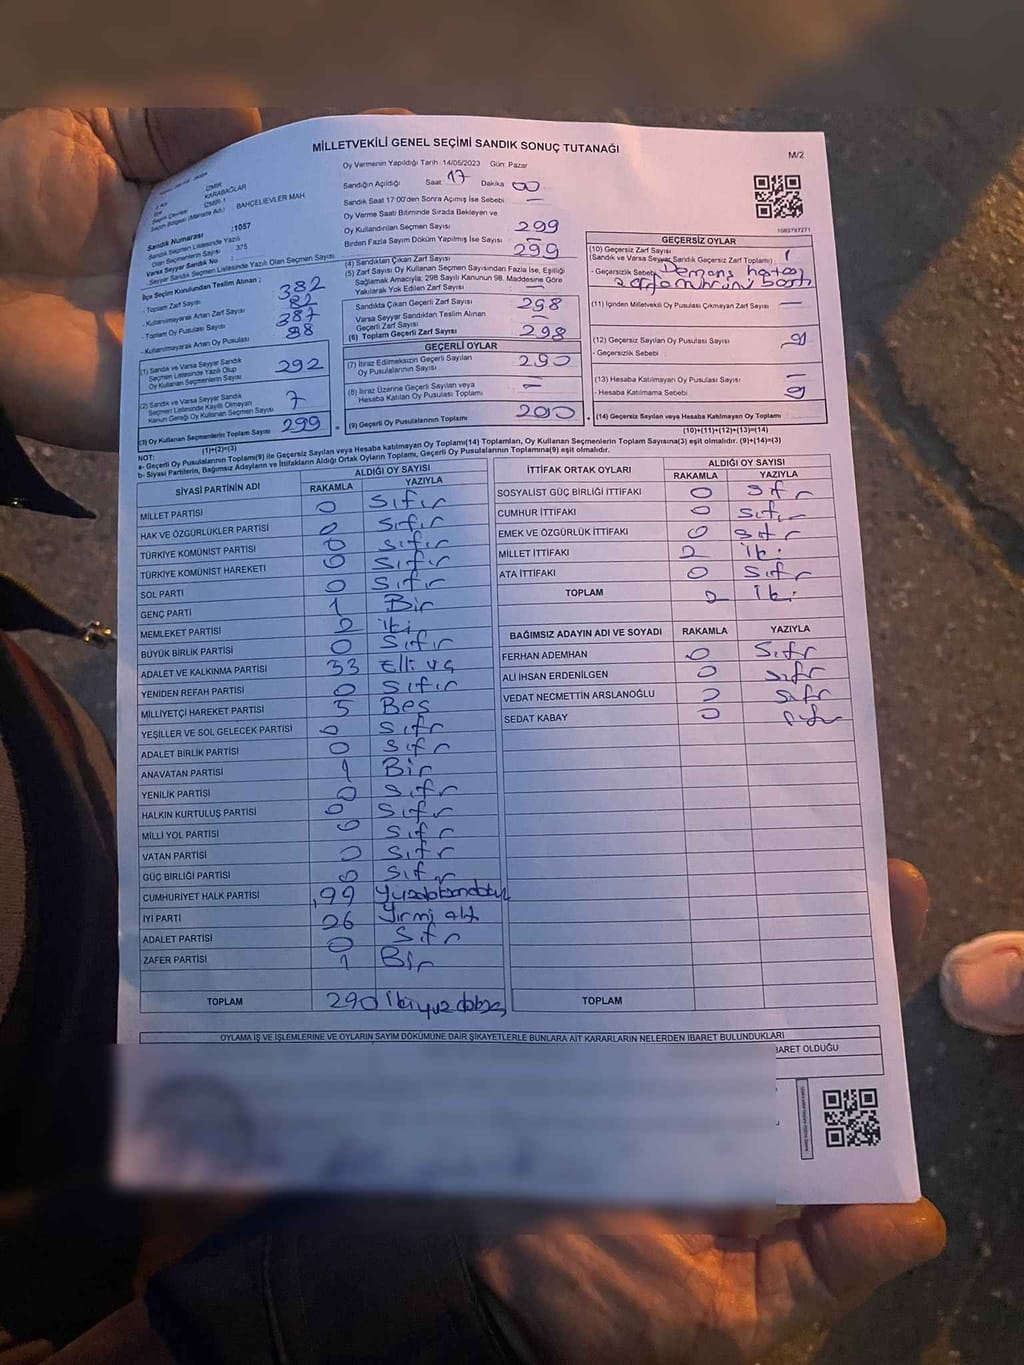 MİLLETVEKİLİ GENEL SEÇİMİ SANDIK SONUÇ TUTANAĞI
M/2
Oy Vermenin Yapıldığı Tarih :14/05/2023 Gün: Pazar
İZMİR
KARABAĞLAR
İZMİR-1
Seçim Bölgesi (Mahalle Adı) BAHÇELİEVLER MAH
Sandık Numarası :1057
Sandık Seçmen Listesinde Yazılı
Olan Seçmenlerin Sayısı : 375
Varsa Seyyar Sandık No :
Seyyar Sandık Seçmen Listesinde Yazılı Olan Seçmen Sayısı
İlçe Seçim Kurulundan Teslim Alınan :
- Toplam Zarf Sayısı 382
- Kullanılmayarak Artan Zarf Sayısı 82
- Toplam Oy Pusulası Sayısı 387
- Kullanılmayarak Artan Oy Pusulası 88
(1) Sandık ve Varsa Seyyar Sandık
Seçmen Listesinde Yazılı Olup
Oy Kullanan Seçmenlerin Sayısı 292
(2) Sandık ve Varsa Seyyar Sandık
Seçmen Listesinde Kayıtlı Olmayan
Kanun Gereği Oy Kullanan Seçmen Sayısı 7
(3) Oy Kullanan Seçmenlerin Toplam Sayısı 299
(1)+(2)=(3)
Sandığın Açıldığı Saat 17 Dakika 00
Sandık Saat 17:00'den Sonra Açılmış İse Sebebi —
Oy Verme Saati Bitiminde Sırada Bekleyen ve
Oy Kullandırılan Seçmen Sayısı 299
Birden Fazla Sayım Döküm Yapılmış İse Sayısı —
(4) Sandıktan Çıkan Zarf Sayısı 299
(5) Zarf Sayısı Oy Kullanan Seçmen Sayısından Fazla İse, Eşitliği
Sağlamak Amacıyla; 298 Sayılı Kanunun 98. Maddesine Göre
Yakılarak Yok Edilen Zarf Sayısı —
Sandıkta Çıkan Geçerli Zarf Sayısı 298
Varsa Seyyar Sandıktan Teslim Alınan
Geçerli Zarf Sayısı —
(6) Toplam Geçerli Zarf Sayısı 298
GEÇERLİ OYLAR
(7) İtiraz Edilmeksizin Geçerli Sayılan
Oy Pusulalarının Sayısı 290
(8) İtiraz Üzerine Geçerli Sayılan veya
Hesaba Katılan Oy Pusulası Toplamı —
(9) Geçerli Oy Pusulalarının Toplamı 290
1083797271
GEÇERSİZ OYLAR
(10) Geçersiz Zarf Sayısı
(Sandık ve Varsa Seyyar Sandık Geçersiz Zarf Toplamı) : 1
- Geçersizlik Sebebi
(11) İçinden Milletvekili Oy Pusulası Çıkmayan Zarf Sayısı —
(12) Geçersiz Sayılan Oy Pusulası Sayısı
- Geçersizlik Sebebi :
(13) Hesaba Katılmayan Oy Pusulası Sayısı —
- Hesaba Katılmama Sebebi :
(14) Geçersiz Sayılan veya Hesaba Katılmayan Oy Pusulası Toplamı 9
(10)+(11)+(12)+(13)=(14)
NOT:
a- Geçerli Oy Pusulalarının Toplamı(9) ile Geçersiz Sayılan veya Hesaba katılmayan Oy Toplamı(14) Toplamları, Oy Kullanan Seçmenlerin Toplam Sayısına(3) eşit olmalıdır. (9)+(14)=(3)
b- Siyasi Partilerin, Bağımsız Adayların ve İttifakların Aldığı Ortak Oyların Toplamı, Geçerli Oy Pusulalarının Toplamına(9) eşit olmalıdır.
SİYASİ PARTİNİN ADI ALDIĞI OY SAYISI
RAKAMLA YAZIYLA
MİLLET PARTİSİ 0 Sıfır
HAK VE ÖZGÜRLÜKLER PARTİSİ 0 Sıfır
TÜRKİYE KOMÜNİST PARTİSİ 0 Sıfır
TÜRKİYE KOMÜNİST HAREKETİ 0 Sıfır
SOL PARTİ 0 Sıfır
GENÇ PARTİ 1 Bir
MEMLEKET PARTİSİ 2 iki
BÜYÜK BİRLİK PARTİSİ 0 Sıfır
ADALET VE KALKINMA PARTİSİ Elli üç
YENİDEN REFAH PARTİSİ 0 Sıfır
MİLLİYETÇİ HAREKET PARTİSİ 5 Beş
YEŞİLLER VE SOL GELECEK PARTİSİ 0 Sıfır
ADALET BİRLİK PARTİSİ 0 Sıfır
ANAVATAN PARTİSİ 1 Bir
YENİLİK PARTİSİ 0 Sıfır
HALKIN KURTULUŞ PARTİSİ 0 Sıfır
MİLLİ YOL PARTİSİ 0 Sıfır
VATAN PARTİSİ 0 Sıfır
GÜÇ BİRLİĞİ PARTİSİ 0 Sıfır
CUMHURİYET HALK PARTİSİ 199
İYİ PARTİ 26 Yirmi altı
ADALET PARTİSİ 0 Sıfır
ZAFER PARTİSİ 1 Bir
TOPLAM 290
İTTİFAK ORTAK OYLARI ALDIĞI OY SAYISI
RAKAMLA YAZIYLA
SOSYALİST GÜÇ BİRLİĞİ İTTİFAKI 0 Sıfır
CUMHUR İTTİFAKI 0 Sıfır
EMEK VE ÖZGÜRLÜK İTTİFAKI 0 Sıfır
MİLLET İTTİFAKI 2 iki
ATA İTTİFAKI 0 Sıfır
TOPLAM 2 iki
BAĞIMSIZ ADAYIN ADI VE SOYADI RAKAMLA YAZIYLA
FERHAN ADEMHAN 0 Sıfır
ALİ İHSAN ERDENİLGEN 0 Sıfır
VEDAT NECMETTİN ARSLANOĞLU 0 Sıfır
SEDAT KABAY 0 Sıfır
TOPLAM
OYLAMA İŞ VE İŞLEMLERİNE VE OYLARIN SAYIM DÖKÜMÜNE DAİR ŞİKAYETLERLE BUNLARA AİT KARARLARIN NELERDEN İBARET BULUNDUKLARI
BARET OLDUĞU